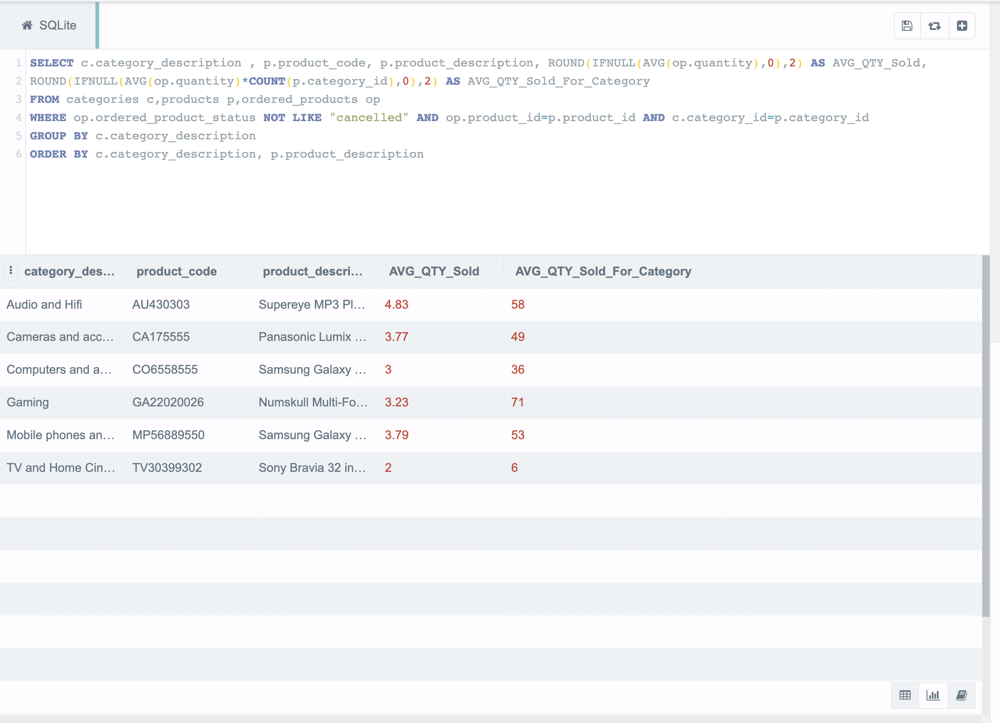 SQLite
1 SELECT c.category_description , p.product_code, p.product_description, ROUND(IFNULL(AVG(op.quantity),0),2) AS AVG_QTY_Sold,
2 ROUND(IFNULL(AVG(op.quantity)*COUNT(p.category_id),0),2) AS AVG_QTY_Sold_For_Category
3 FROM categories c,products p,ordered_products op
4 WHERE op.ordered_product_status NOT LIKE "cancelled" AND op.product_id=p.product_id AND c.category_id=p.category_id
5 GROUP BY c.category_description
6 ORDER BY c.category_description, p.product_description
category_des... product_code product_descri... AVG_QTY_Sold AVG_QTY_Sold_For_Category
Audio and Hifi AU430303 Supereye MP3 Pl... 4.83 58
Cameras and acc... CA175555 Panasonic Lumix ... 3.77 49
Computers and a... CO6558555 Samsung Galaxy ... 3 36
Gaming GA22020026 Numskull Multi-Fo... 3.23 71
Mobile phones an... MP56889550 Samsung Galaxy ... 3.79 53
TV and Home Cin... TV30399302 Sony Bravia 32 in... 2 6